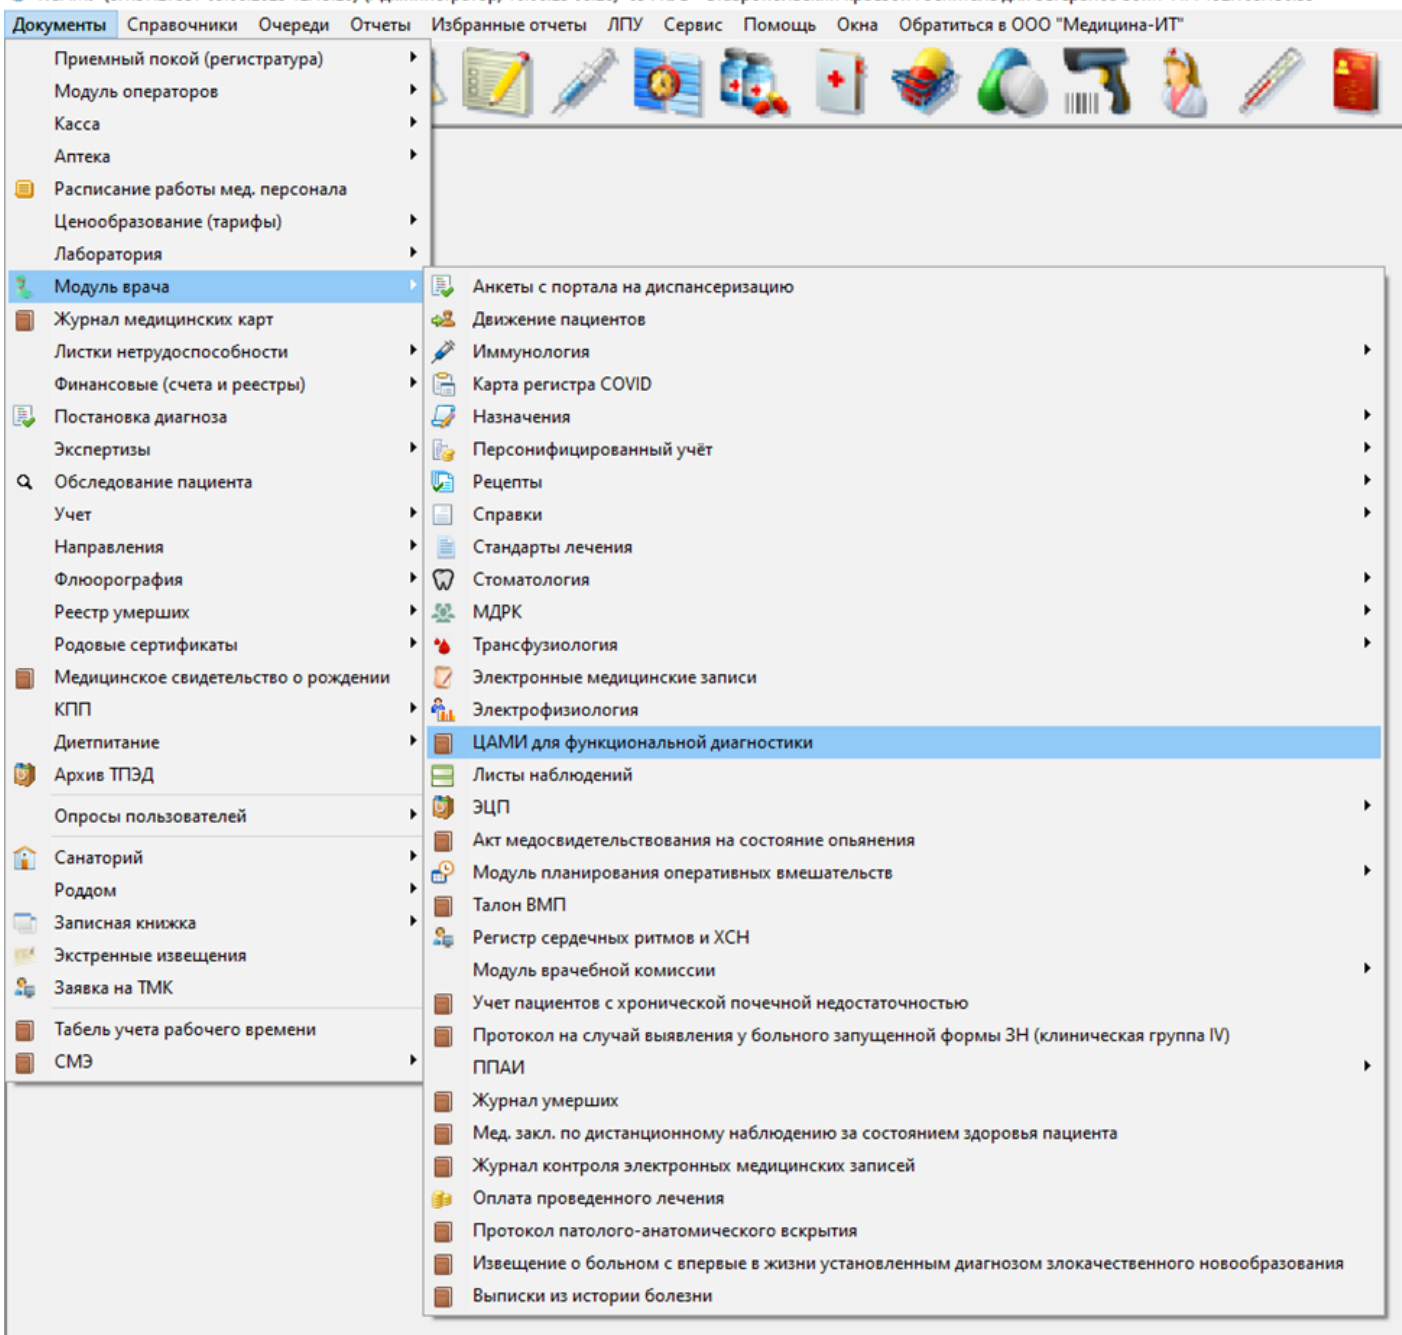 Документы Справочники Очереди Отчеты Избранные отчеты ЛПУ Сервис Помощь Окна Обратиться в ООО "Медицина-ИТ"
Приемный покой (регистратура)
Модуль операторов
Касса
Аптека
Расписание работы мед. персонала
Ценообразование (тарифы)
Лаборатория
Модуль врача
Журнал медицинских карт
Листки нетрудоспособности
Финансовые (счета и реестры)
Постановка диагноза
Экспертизы
Обследование пациента
Учет
Направления
Флюорография
Реестр умерших
Родовые сертификаты
Медицинское свидетельство о рождении
КПП
Диетпитание
Архив ТПЭД
Опросы пользователей
Санаторий
Роддом
Записная книжка
Экстренные извещения
Заявка на ТМК
Табель учета рабочего времени
СМЭ
Анкеты с портала на диспансеризацию
Движение пациентов
Иммунология
Карта регистра COVID
Назначения
Персонифицированный учёт
Рецепты
Справки
Стандарты лечения
Стоматология
МДРК
Трансфузиология
Электронные медицинские записи
Электрофизиология
ЦАМИ для функциональной диагностики
Листы наблюдений
ЭЦП
Акт медосвидетельствования на состояние опьянения
Модуль планирования оперативных вмешательств
Талон ВМП
Регистр сердечных ритмов и ХСН
Модуль врачебной комиссии
Учет пациентов с хронической почечной недостаточностью
Протокол на случай выявления у больного запущенной формы ЗН (клиническая группа IV)
ППАИ
Журнал умерших
Мед. закл. по дистанционному наблюдению за состоянием здоровья пациента
Журнал контроля электронных медицинских записей
Оплата проведенного лечения
Протокол патолого-анатомического вскрытия
Извещение о больном с впервые в жизни установленным диагнозом злокачественного новообразования
Выписки из истории болезни